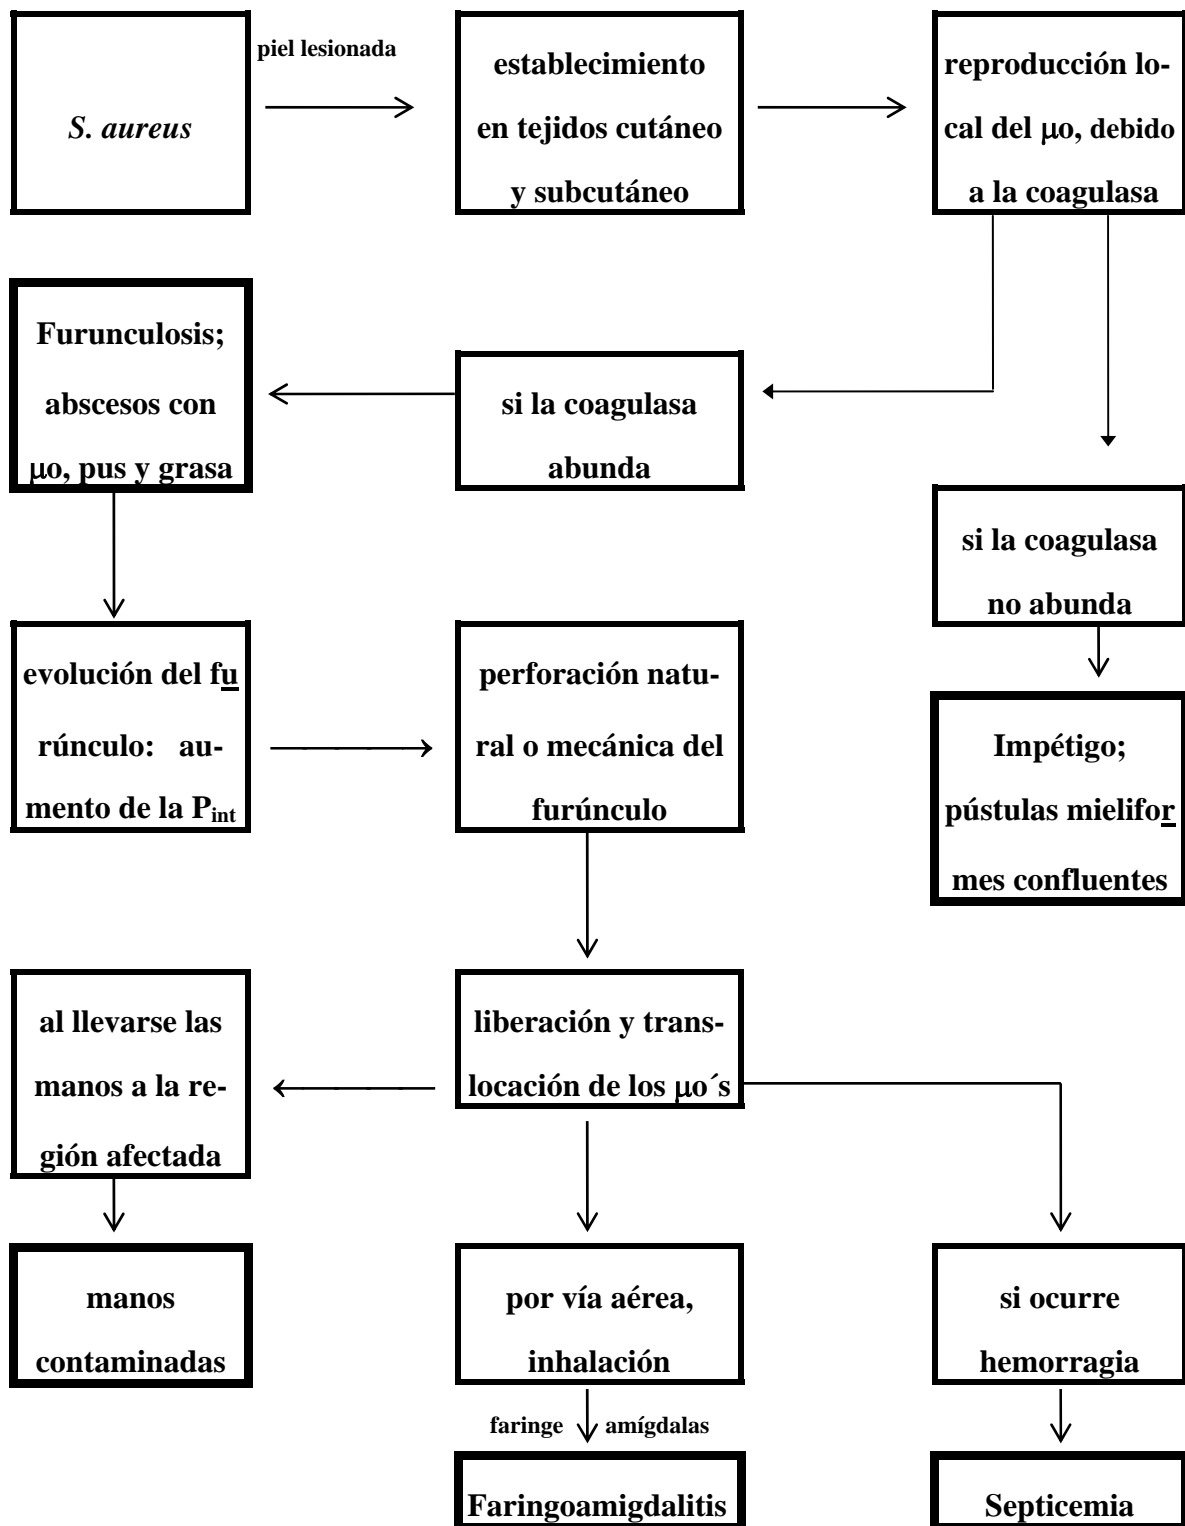 piel lesionada
S. aureus
establecimiento
en tejidos cutáneo
y subcutáneo
reproducción lo-
cal del µo, debido
a la coagulasa
Furunculosis;
abscesos con
µo, pus y grasa
si la coagulasa
abunda
si la coagulasa
no abunda
evolución del fu
rúnculo: au-
mento de la Pint
perforación natu-
ral o mecánica del
furúnculo
Impétigo;
pústulas mielifor
mes confluentes
al llevarse las
manos a la re-
gión afectada
liberación y trans-
locación de los µo´s
manos
contaminadas
por vía aérea,
inhalación
si ocurre
hemorragia
faringe amígdalas
Faringoamigdalitis
Septicemia